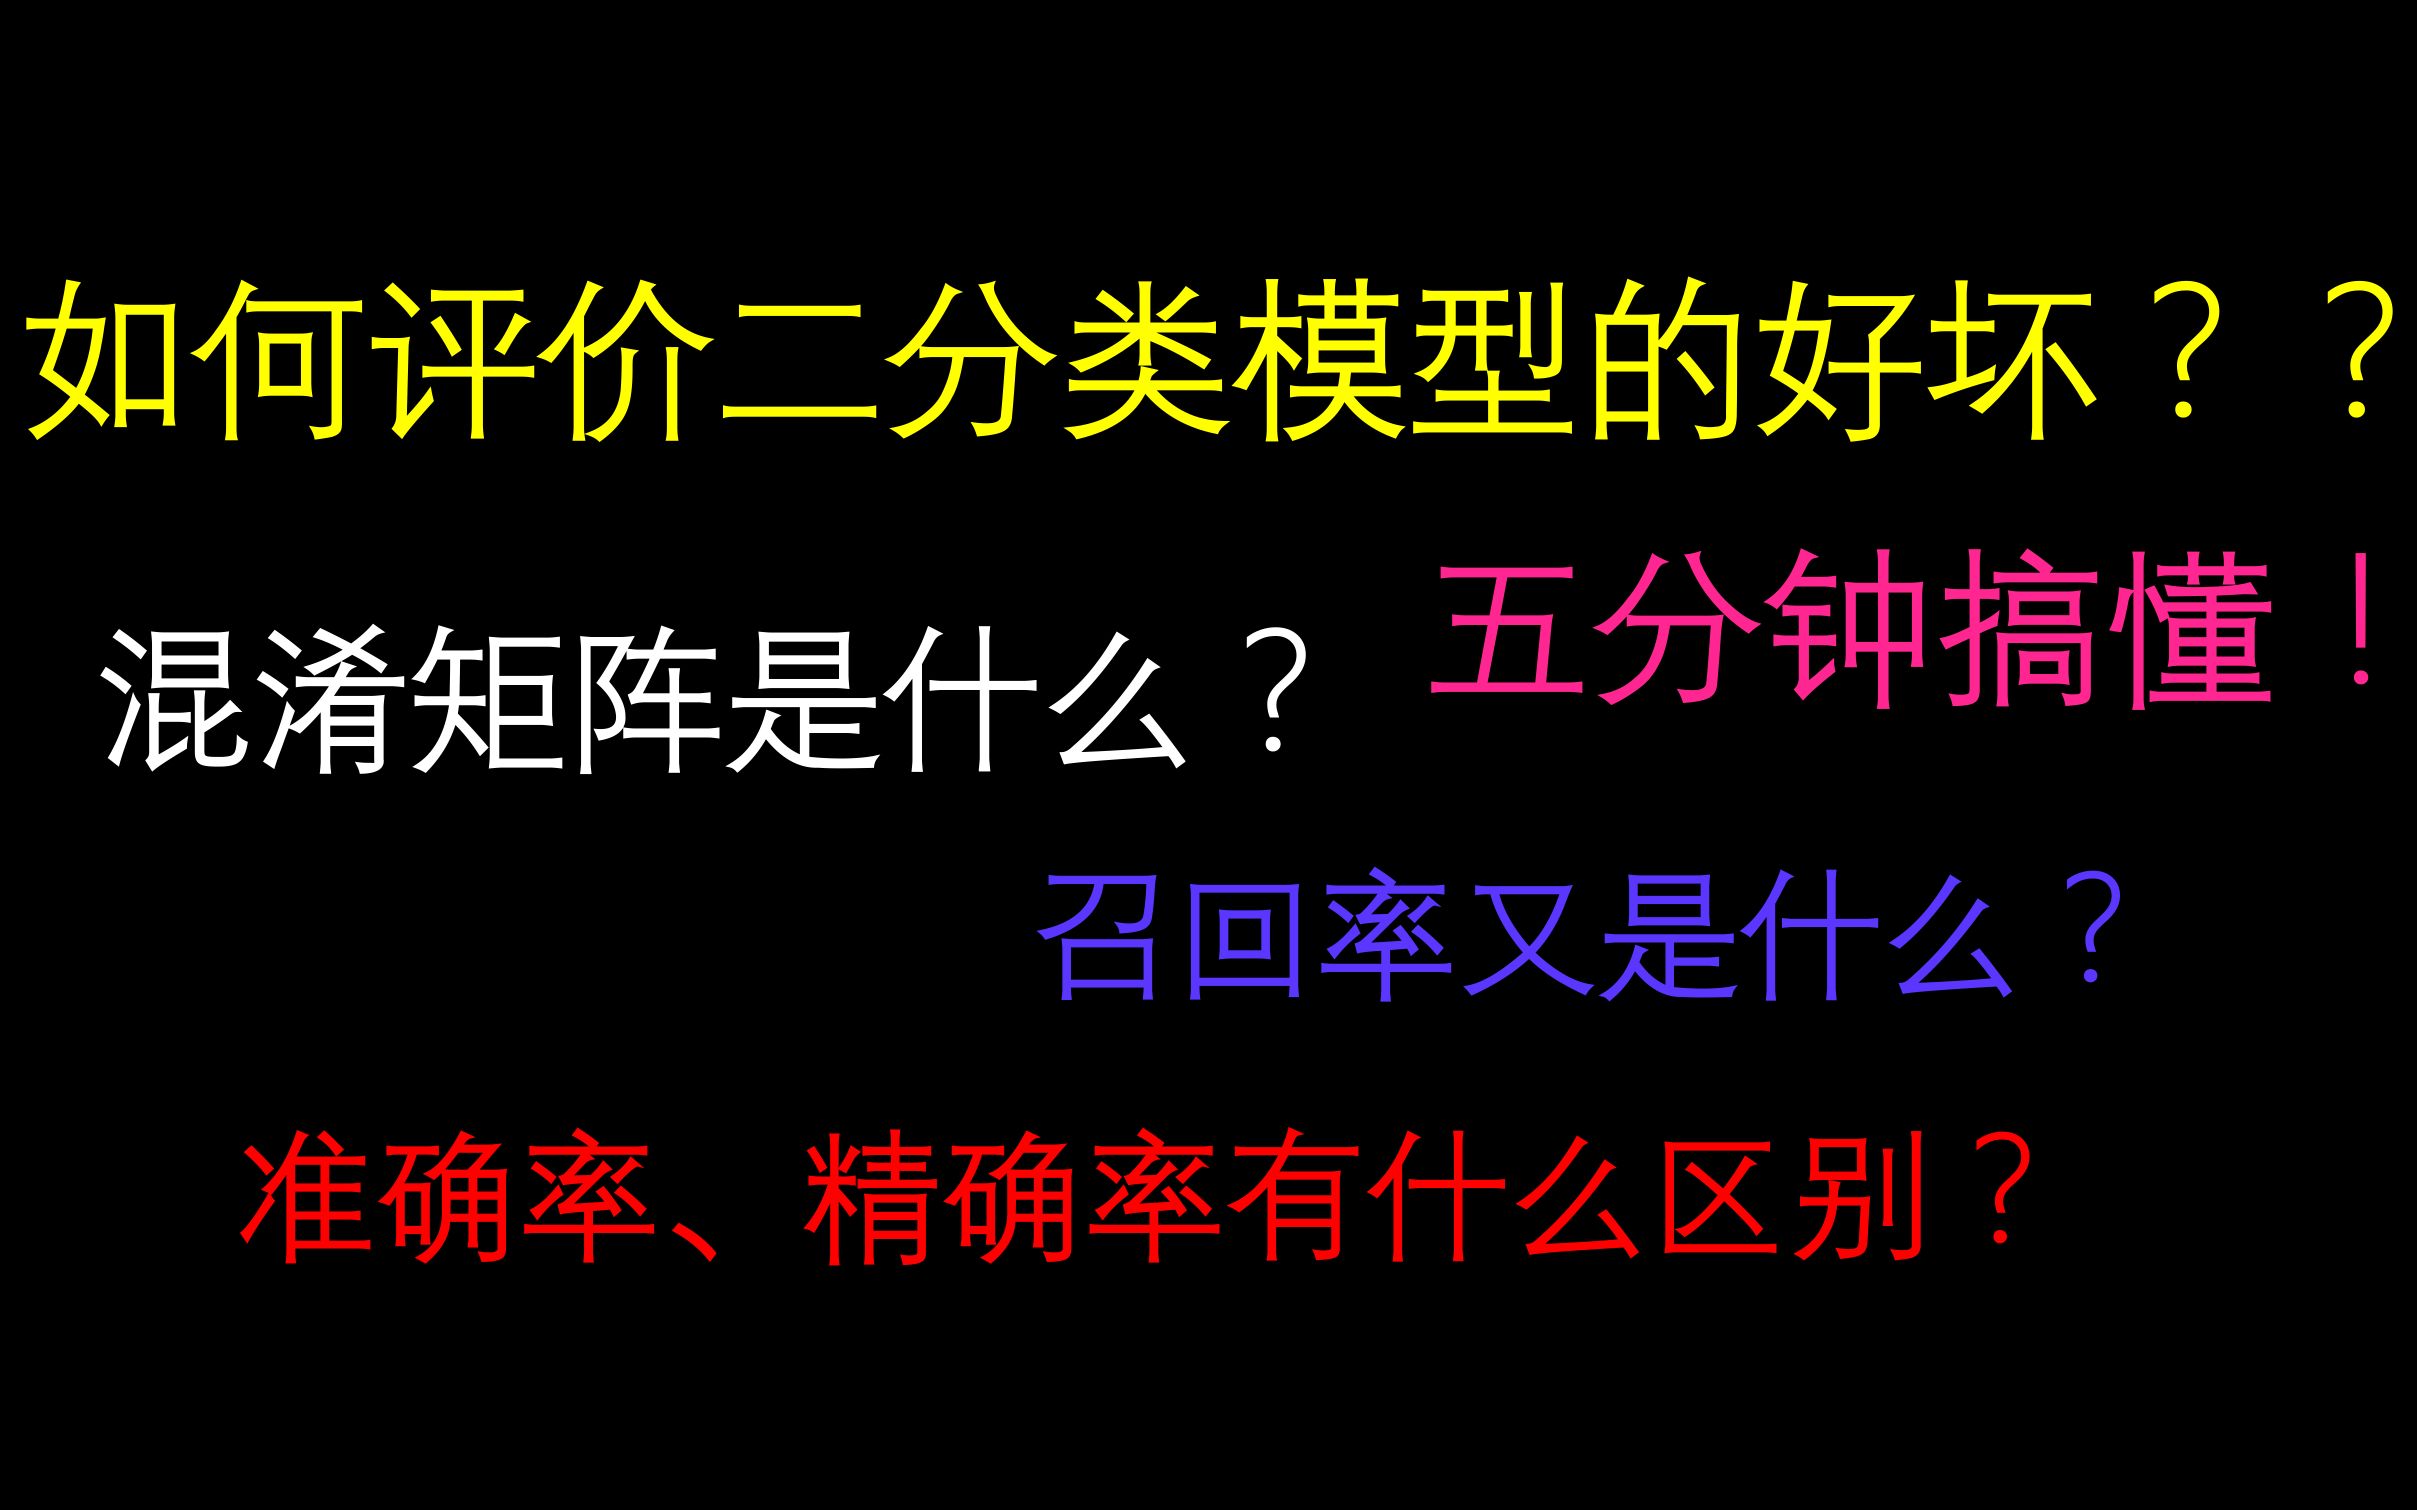 如何评价二分类模型的好坏？？
五分钟搞懂！
混淆矩阵是什么？
召回率又是什么？
准确率、精确率有什么区别？